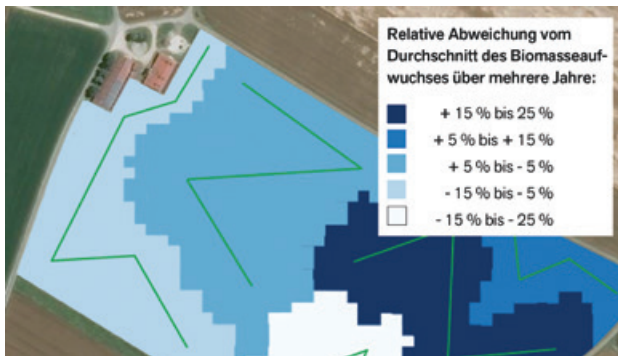 Relative Abweichung vom
Durchschnitt des Biomasseauf-
wuchses über mehrere Jahre:
+ 15 % bis 25 %
+ 5 % bis + 15 %
+ 5 % bis - 5 %
- 15 % bis - 5 %
- 15 % bis - 25 %